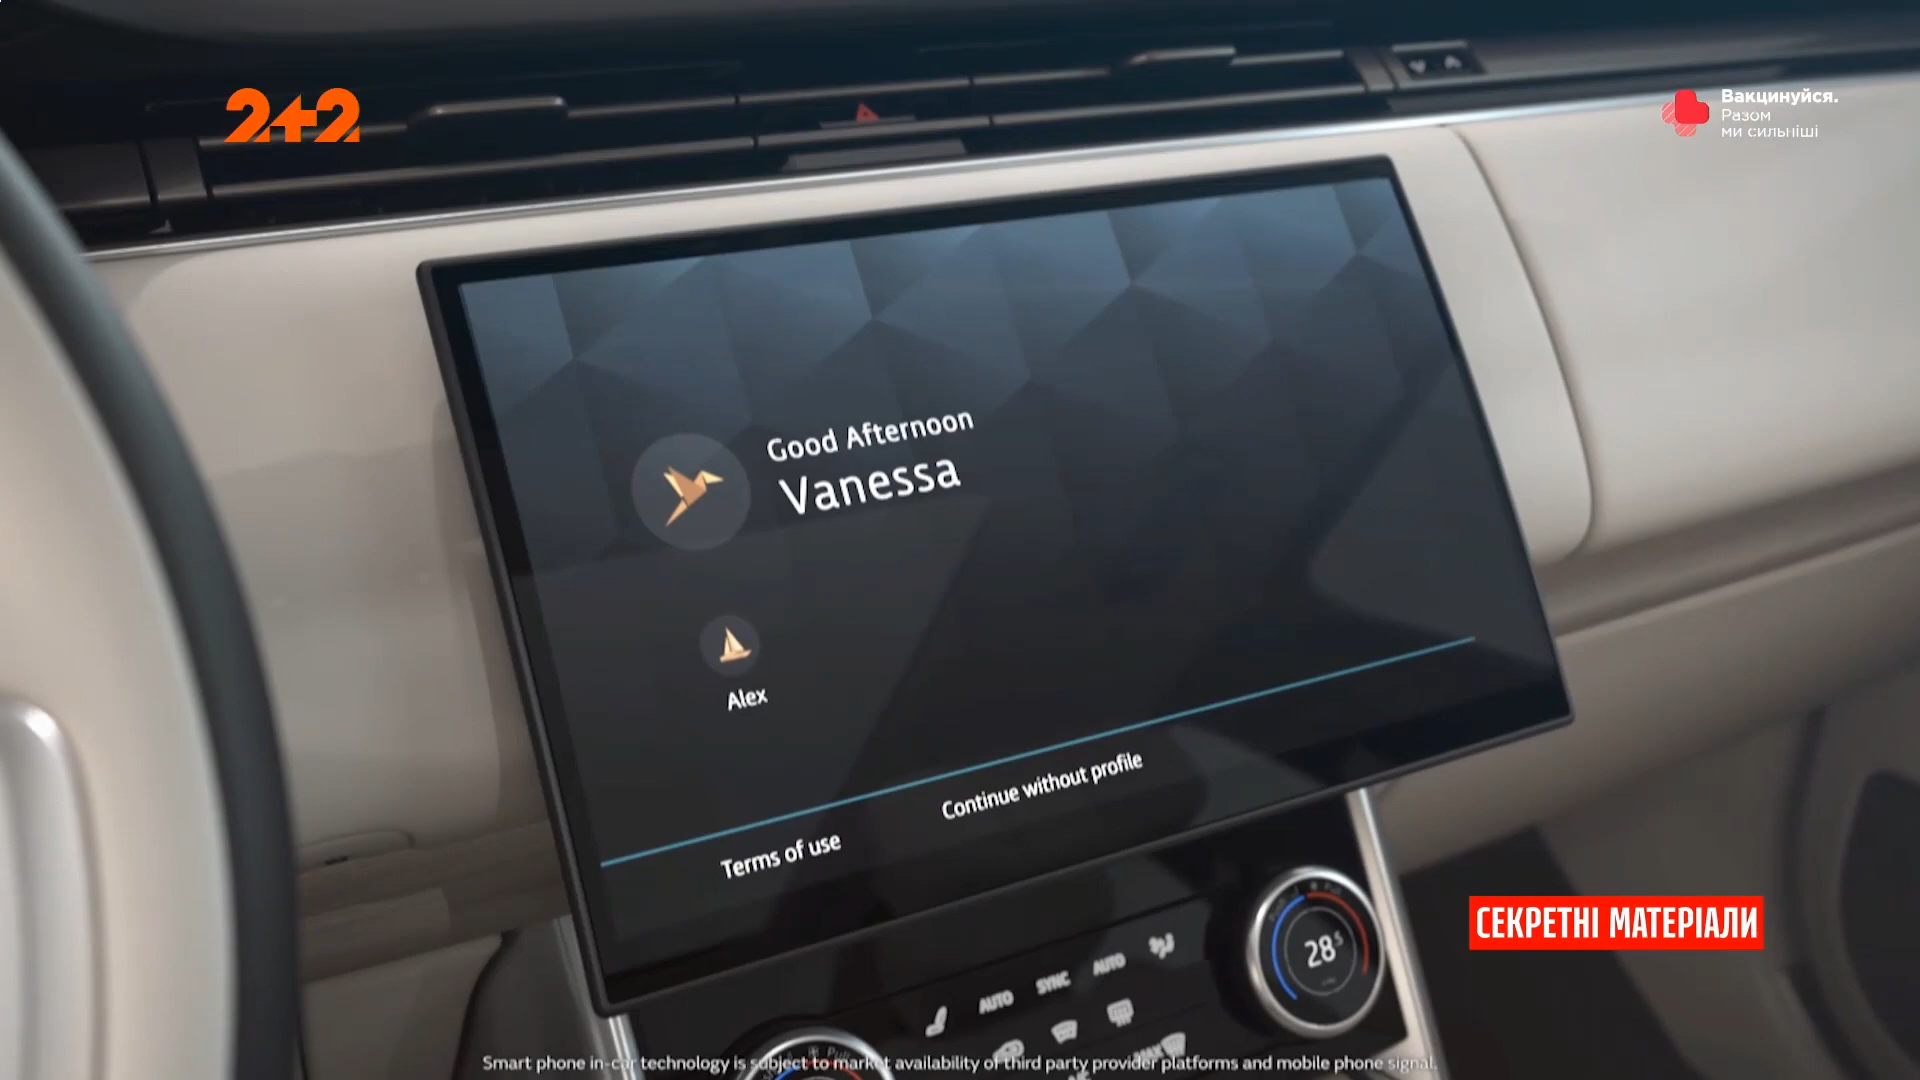 2+2
Вакцинуйся.
Разом
ми сильніші
Good Afternoon
Vanessa
Alex
Continue without profile
Terms of use
СЕКРЕТНІ МАТЕРІАЛИ
28.5
AUTO
SYNC
AUTO
Smart phone in-car technology is subject to market availability of third party provider platforms and mobile phone signal.